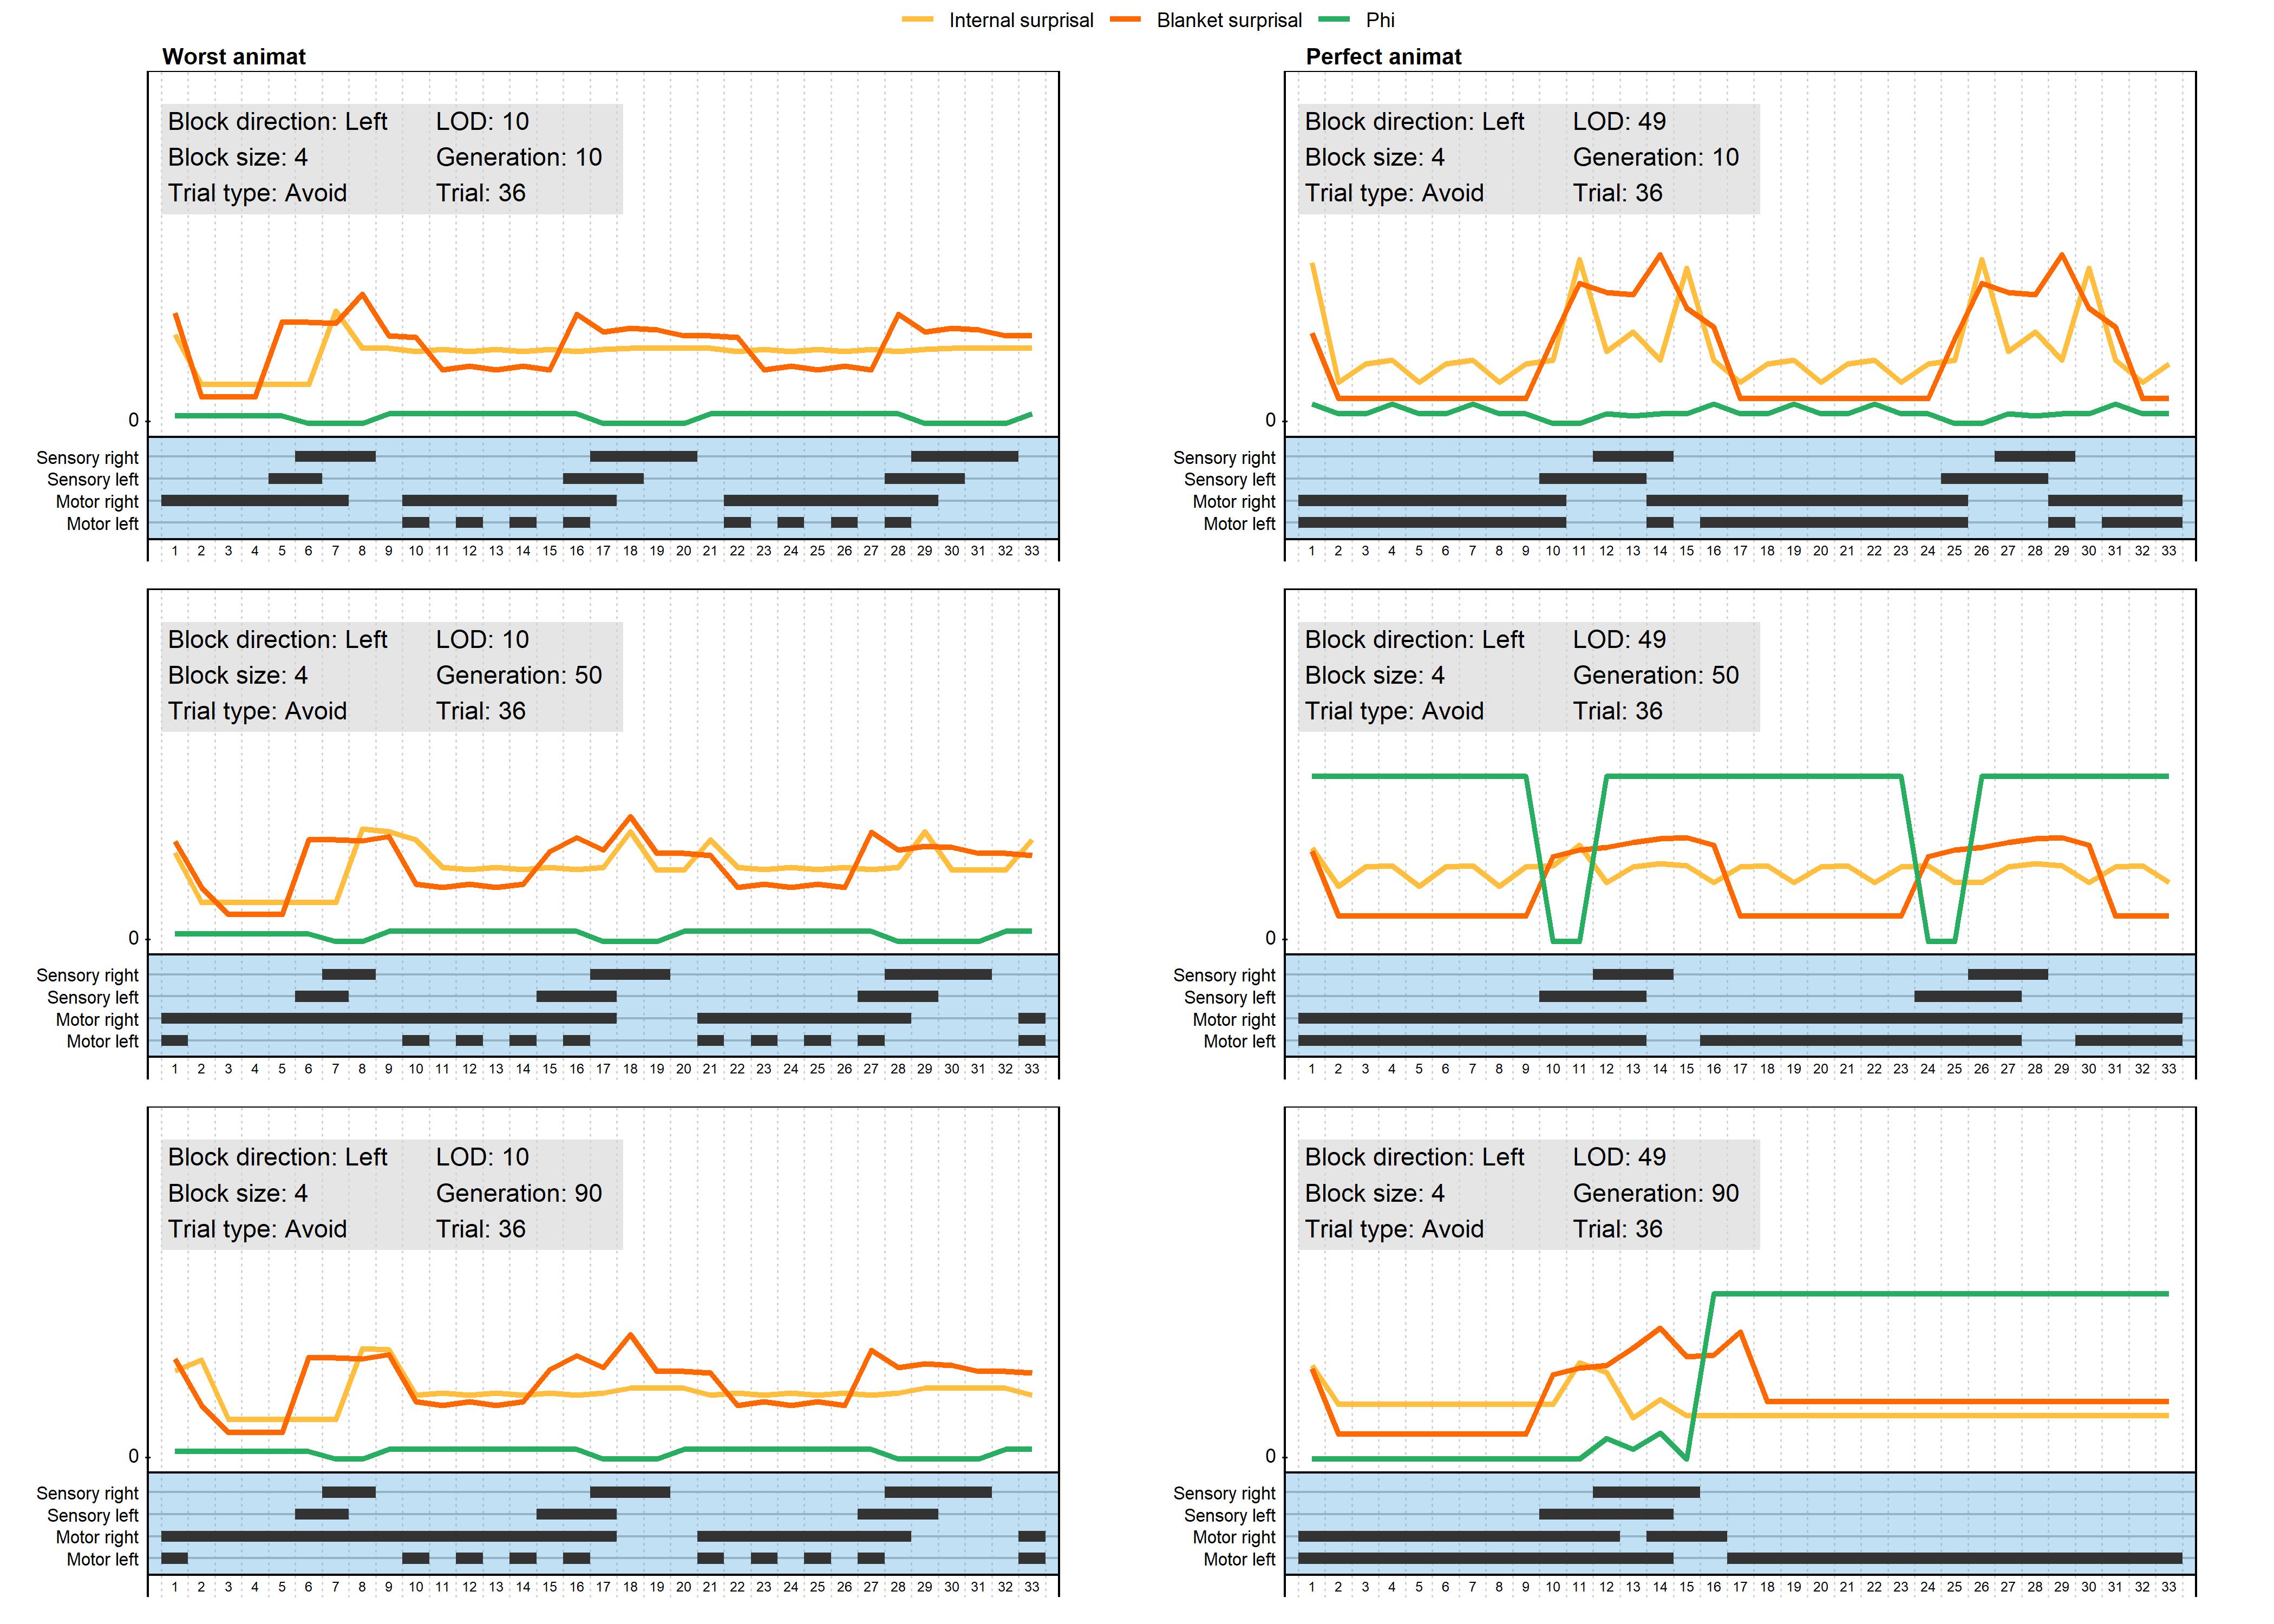 Internal surprisal Blanket surprisal Phi
Worst animat
Block direction: Left LOD: 10
Block size: 4 Generation: 10
Trial type: Avoid Trial: 36
0
Sensory right
Sensory left
Motor right
Motor left
1 2 3 4 5 6 7 8 9 10 11 12 13 14 15 16 17 18 19 20 21 22 23 24 25 26 27 28 29 30 31 32 33
Perfect animat
Block direction: Left LOD: 49
Block size: 4 Generation: 10
Trial type: Avoid Trial: 36
0
Sensory right
Sensory left
Motor right
Motor left
1 2 3 4 5 6 7 8 9 10 11 12 13 14 15 16 17 18 19 20 21 22 23 24 25 26 27 28 29 30 31 32 33
Block direction: Left LOD: 10
Block size: 4 Generation: 50
Trial type: Avoid Trial: 36
0
Sensory right
Sensory left
Motor right
Motor left
1 2 3 4 5 6 7 8 9 10 11 12 13 14 15 16 17 18 19 20 21 22 23 24 25 26 27 28 29 30 31 32 33
Block direction: Left LOD: 49
Block size: 4 Generation: 50
Trial type: Avoid Trial: 36
0
Sensory right
Sensory left
Motor right
Motor left
1 2 3 4 5 6 7 8 9 10 11 12 13 14 15 16 17 18 19 20 21 22 23 24 25 26 27 28 29 30 31 32 33
Block direction: Left LOD: 10
Block size: 4 Generation: 90
Trial type: Avoid Trial: 36
0
Sensory right
Sensory left
Motor right
Motor left
1 2 3 4 5 6 7 8 9 10 11 12 13 14 15 16 17 18 19 20 21 22 23 24 25 26 27 28 29 30 31 32 33
Block direction: Left LOD: 49
Block size: 4 Generation: 90
Trial type: Avoid Trial: 36
0
Sensory right
Sensory left
Motor right
Motor left
1 2 3 4 5 6 7 8 9 10 11 12 13 14 15 16 17 18 19 20 21 22 23 24 25 26 27 28 29 30 31 32 33